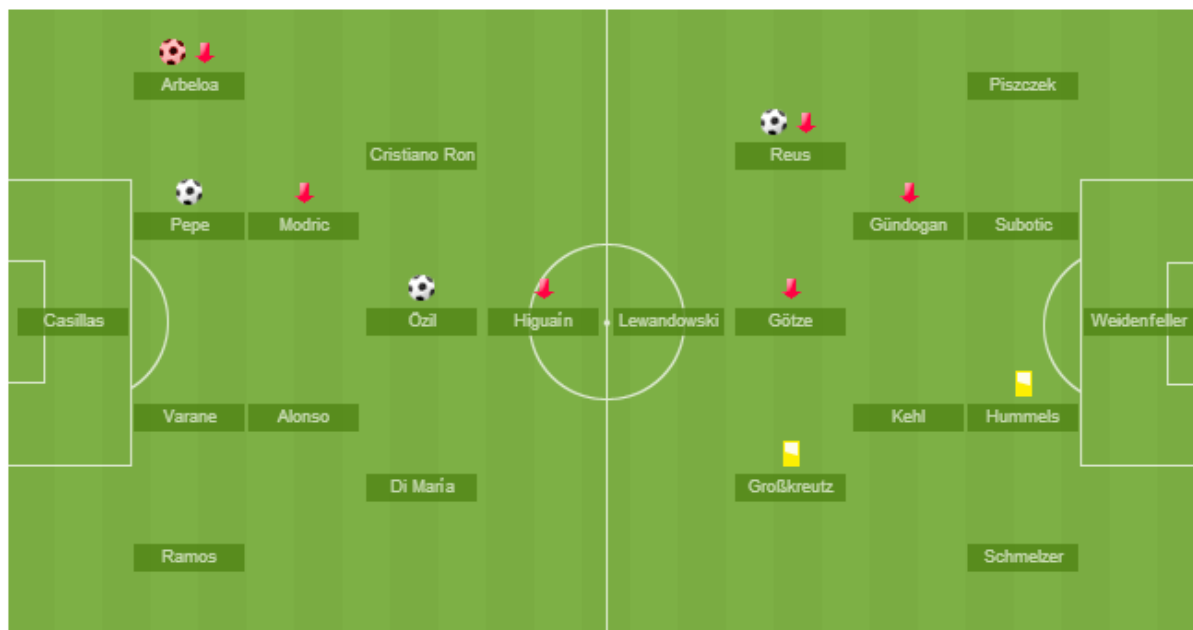 Arbeloa
Piszczek
Cristiano Ron
Reus
Pepe
Modric
Gündogan
Subotic
Casillas
Özil
Higuaín
Lewandowski
Götze
Weidenfeller
Varane
Alonso
Kehl
Hummels
Di María
Großkreutz
Ramos
Schmelzer